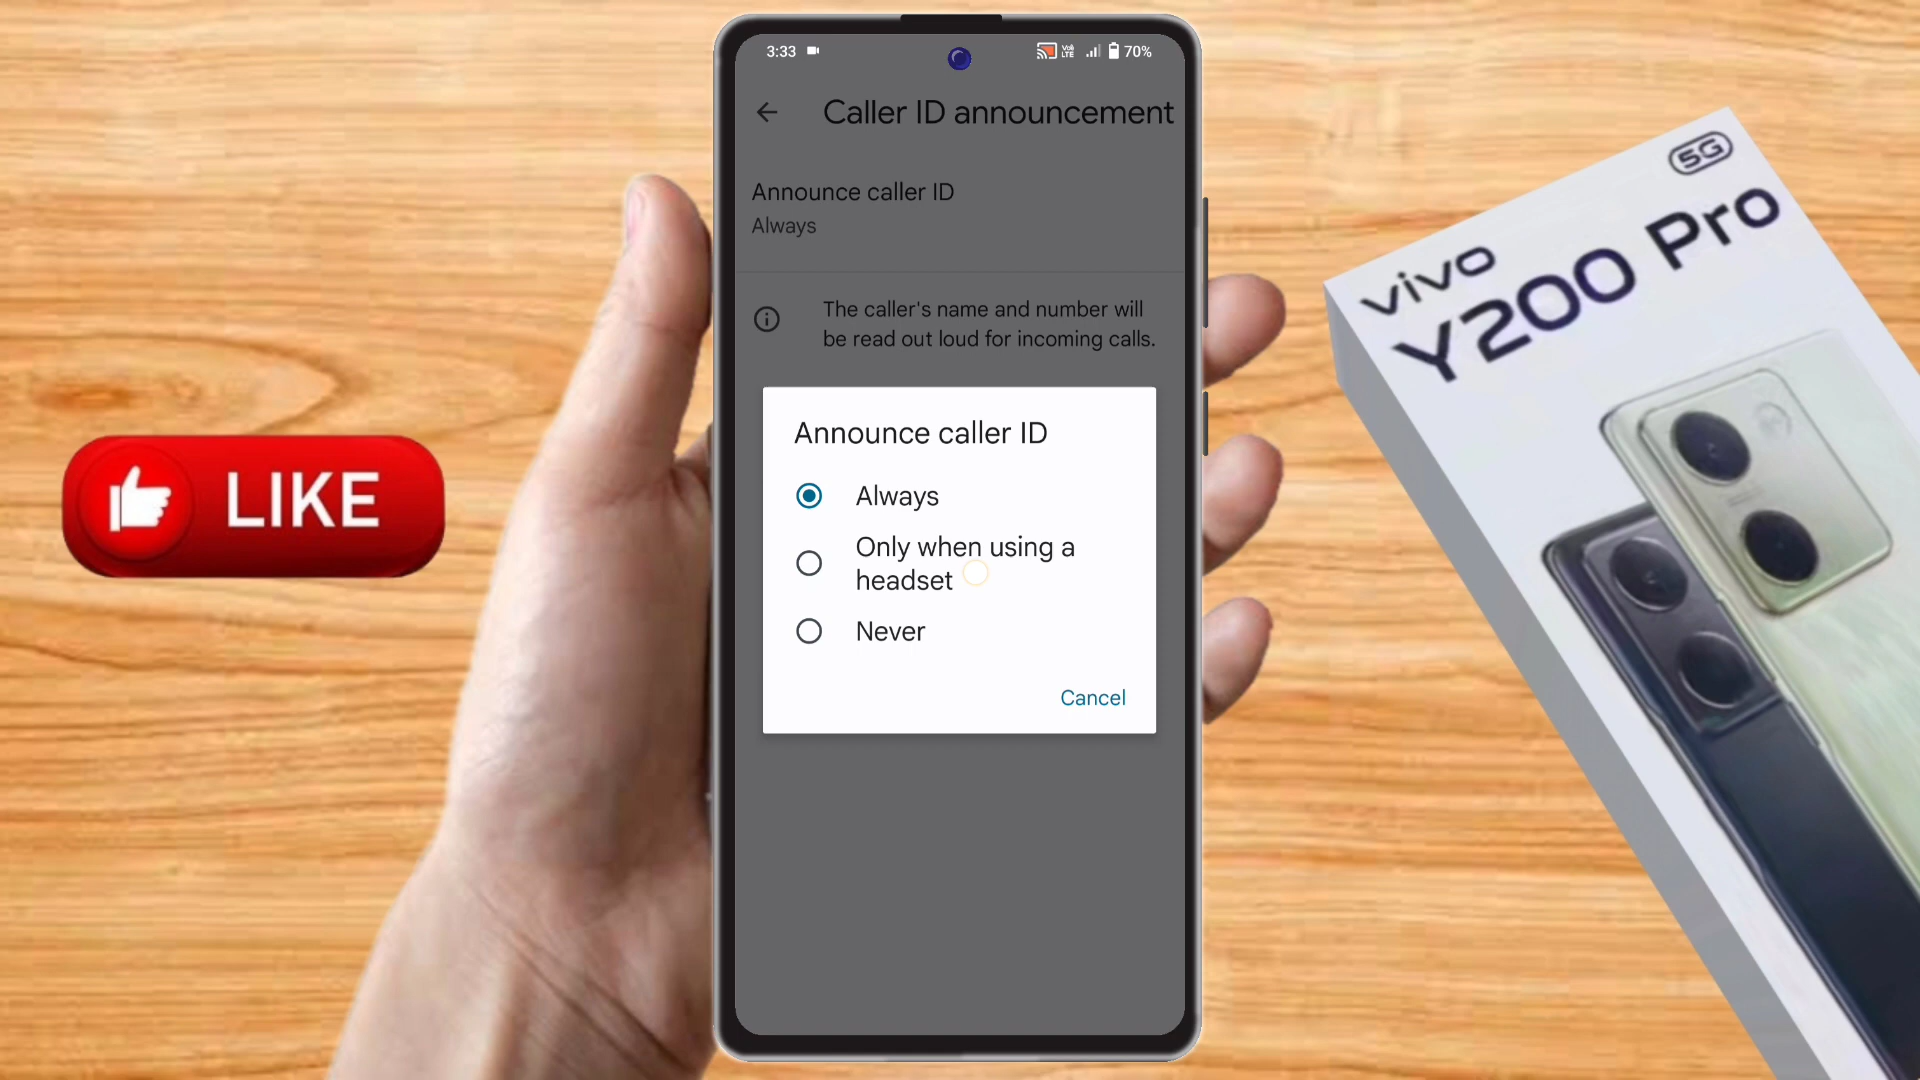 3:33
Vo)
LTE
70%
Caller ID announcement
Announce caller ID
Always
The caller's name and number will
be read out loud for incoming calls.
Announce caller ID
Always
Only when using a
headset
Never
Cancel
LIKE
5G
vivo
Y200 Pro